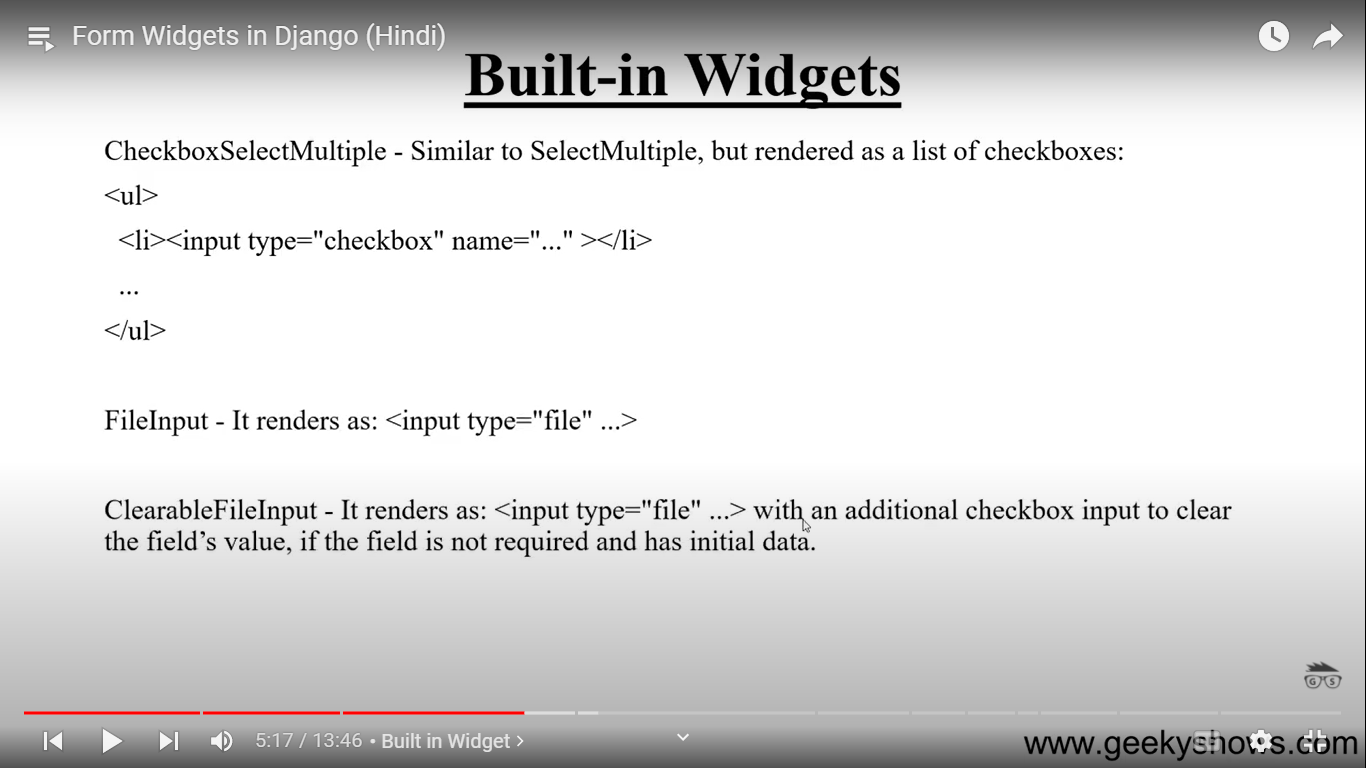 Form Widgets in Django (Hindi)
Built-in Widgets
CheckboxSelectMultiple - Similar to SelectMultiple, but rendered as a list of checkboxes:
<ul>
<li><input type="checkbox" name="..." ></li>
...
</ul>
FileInput - It renders as: <input type="file" ...>
ClearableFileInput - It renders as: <input type="file" ...> with an additional checkbox input to clear
the field’s value, if the field is not required and has initial data.
G S
5:17 / 13:46 • Built in Widget >
www.geekyshows.com